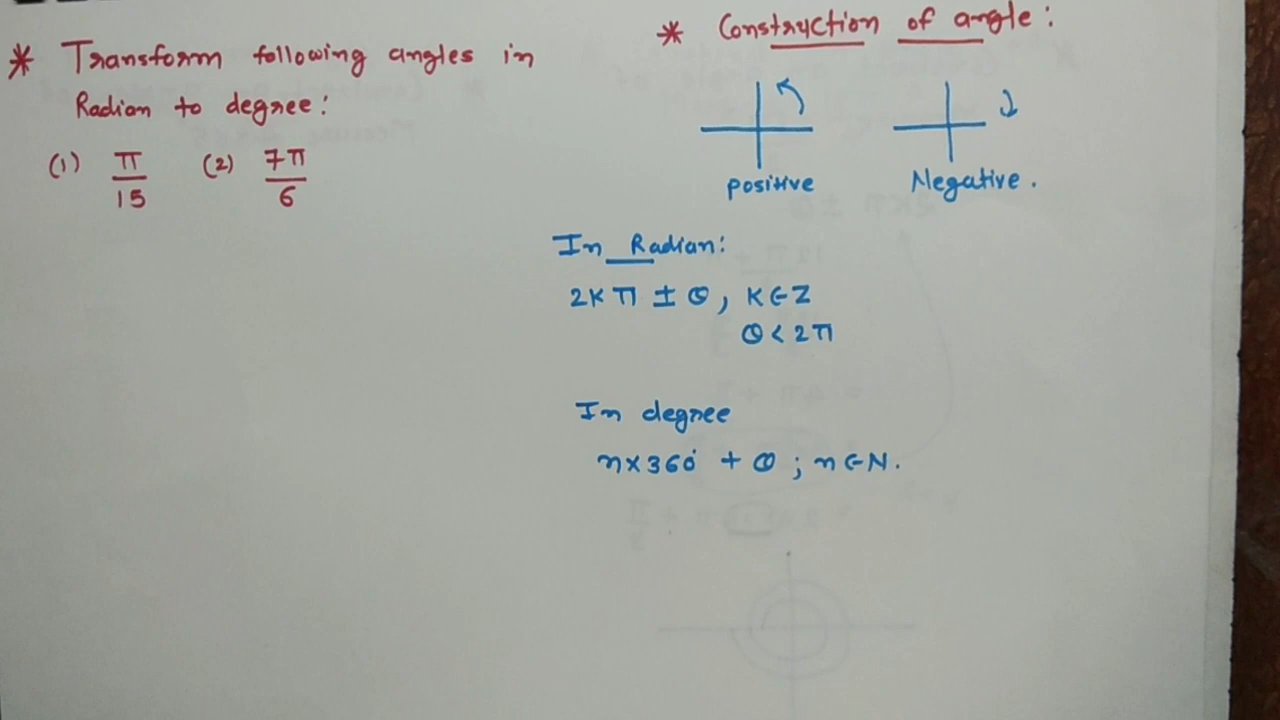 * Transform following angles in
Radian to degree:
(1) π/15 (2) 7π/6
* Construction of angle:
positive
Negative.
In Radian:
2Kπ ± θ, K∈Z
θ < 2π
In degree
n×360° + θ ; n∈N.